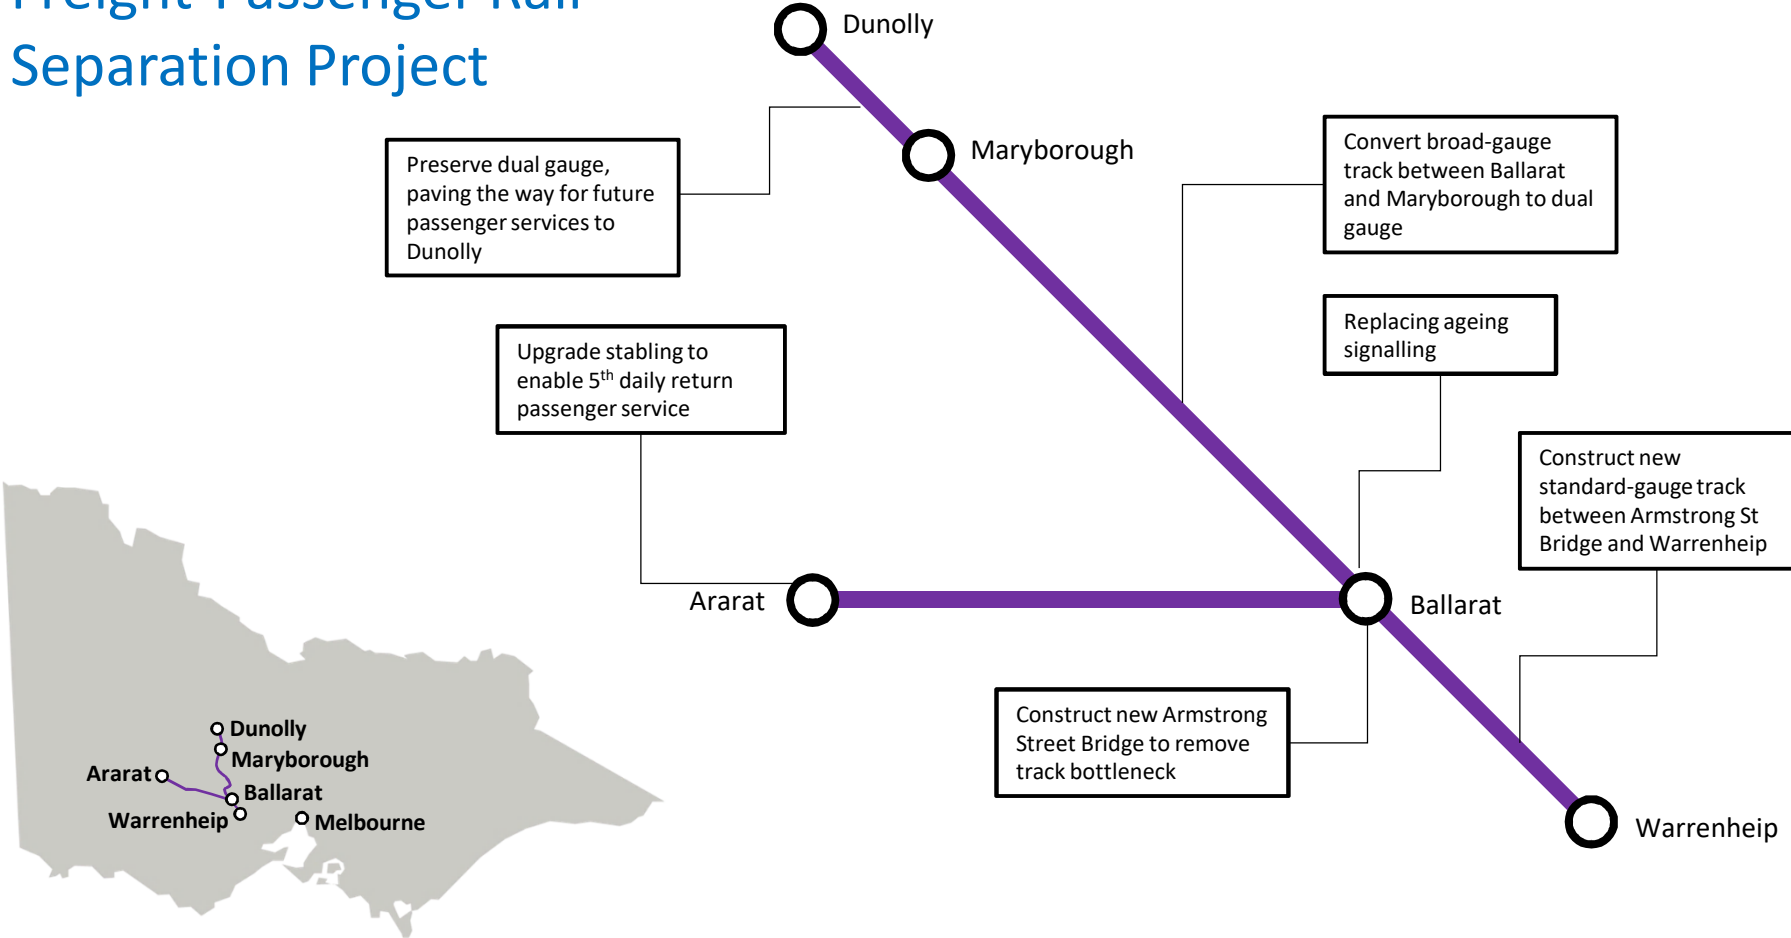 Freight-Passenger Rail
Separation Project
Dunolly
Maryborough
Preserve dual gauge,
paving the way for future
passenger services to
Dunolly
Convert broad-gauge
track between Ballarat
and Maryborough to dual
gauge
Replacing ageing
signalling
Upgrade stabling to
enable 5th daily return
passenger service
Construct new
standard-gauge track
between Armstrong St
Bridge and Warrenheip
Ararat
Ballarat
Construct new Armstrong
Street Bridge to remove
track bottleneck
Warrenheip
Dunolly
Maryborough
Ararat
Ballarat
Warrenheip
Melbourne